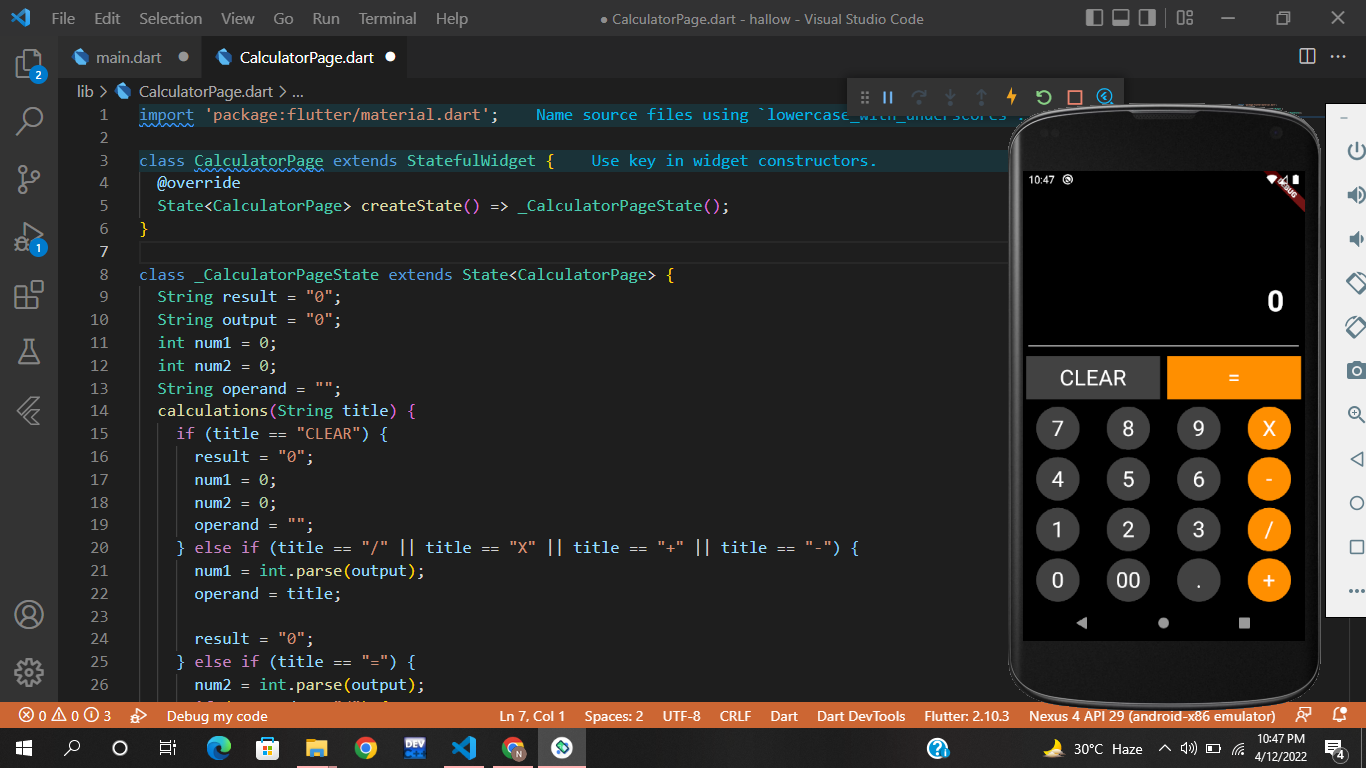 File Edit Selection View Go Run Terminal Help
● CalculatorPage.dart - hallow - Visual Studio Code
main.dart
CalculatorPage.dart
lib > CalculatorPage.dart > ...
1 import 'package:flutter/material.dart'; Name source files using `lowercase_with_underscores`.
2
3 class CalculatorPage extends StatefulWidget { Use key in widget constructors.
4 @override
5 State<CalculatorPage> createState() => _CalculatorPageState();
6 }
7
8 class _CalculatorPageState extends State<CalculatorPage> {
9 String result = "0";
10 String output = "0";
11 int num1 = 0;
12 int num2 = 0;
13 String operand = "";
14 calculations(String title) {
15 if (title == "CLEAR") {
16 result = "0";
17 num1 = 0;
18 num2 = 0;
19 operand = "";
20 } else if (title == "/" || title == "X" || title == "+" || title == "-") {
21 num1 = int.parse(output);
22 operand = title;
23
24 result = "0";
25 } else if (title == "=") {
26 num2 = int.parse(output);
10:47
DEBUG
0
CLEAR =
7 8 9 X
4 5 6 -
1 2 3 /
0 00 . +
2
1
0 0 3 Debug my code
Ln 7, Col 1 Spaces: 2 UTF-8 CRLF Dart Dart DevTools Flutter: 2.10.3 Nexus 4 API 29 (android-x86 emulator)
DEV
N
30°C Haze
10:47 PM
4/12/2022
4